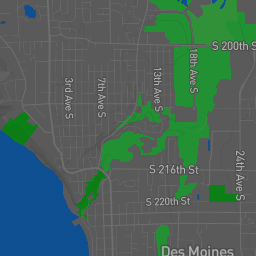 S 200th St
18th Ave S
13th Ave S
7th Ave S
3rd Ave S
24th Ave S
S 216th St
S 220th St
Des Moines